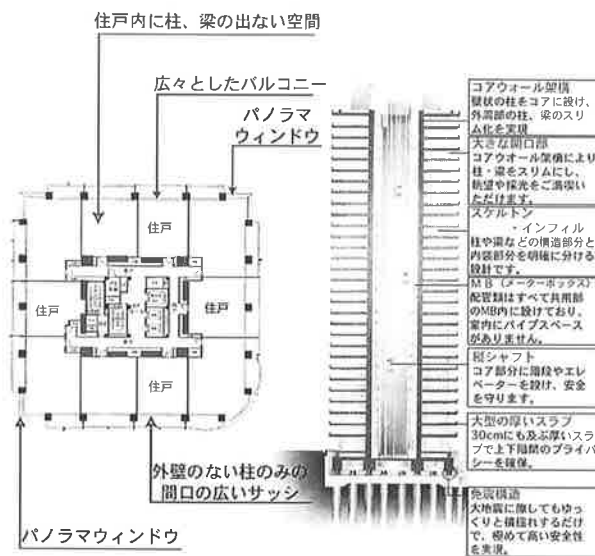 住戸内に柱、梁の出ない空間
広々としたバルコニー
パノラマ
ウィンドウ
住戸
住戸
住戸
住戸
外壁のない柱のみの
間口の広いサッシ
パノラマウィンドウ
コアウォール架構
壁状の柱をコアに設け、
外周部の柱、梁のスリ
ム化を実現
大きな開口部
コアウオール架構により
柱・梁をスリムにし、
眺望や採光をご満喫い
ただけます。
スケルトン
・インフィル
柱や梁などの構造部分と
内装部分を明確に分ける
設計です。
MB（メーターボックス）
配管類はすべて共用部
のMB内に設けており、
室内にパイプスペース
がありません。
縦シャフト
コア部分に階段やエレ
ベーターを設け、安全
を守ります。
大型の厚いスラブ
30cmにも及ぶ厚いスラ
ブで上下階間のプライバ
シーを確保。
免震構造
大地震に際してもゆっ
くりと横揺れするだけ
で、極めて高い安全性
を実現。